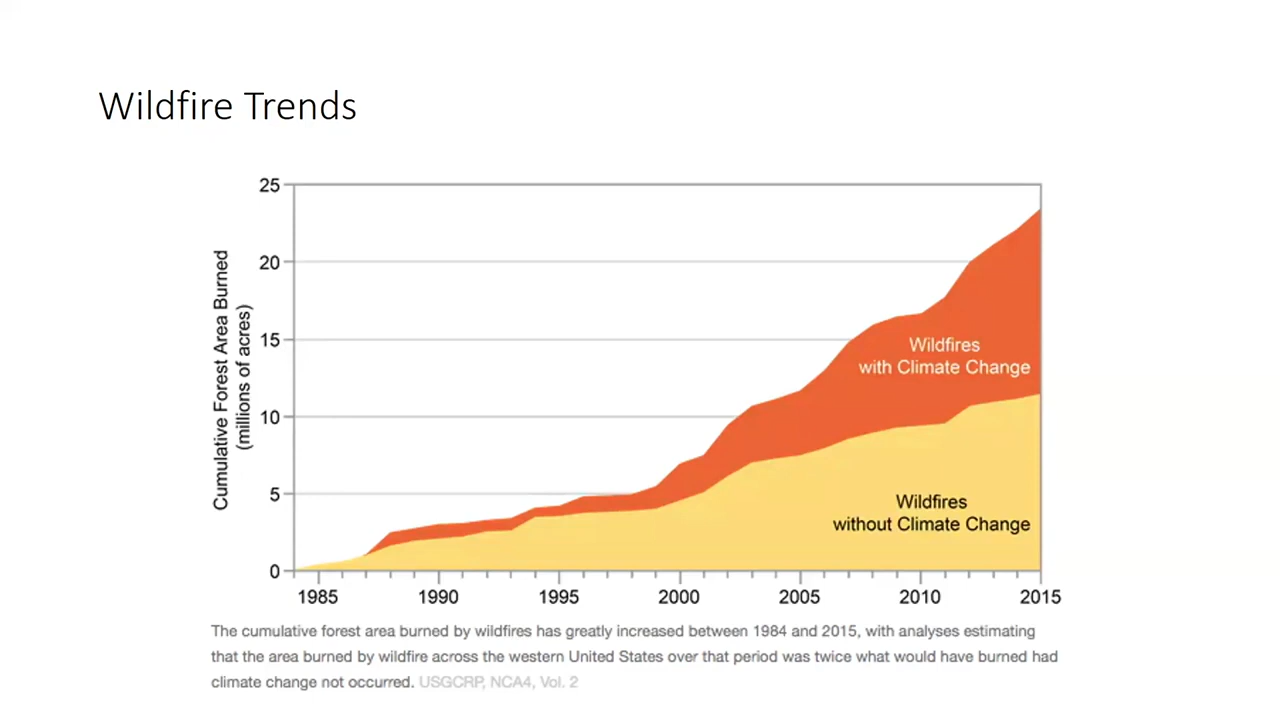 Wildfire Trends
Cumulative Forest Area Burned
(millions of acres)
25
20
15
10
5
0
Wildfires
with Climate Change
Wildfires
without Climate Change
1985 1990 1995 2000 2005 2010 2015
The cumulative forest area burned by wildfires has greatly increased between 1984 and 2015, with analyses estimating
that the area burned by wildfire across the western United States over that period was twice what would have burned had
climate change not occurred. USGCRP, NCA4, Vol. 2